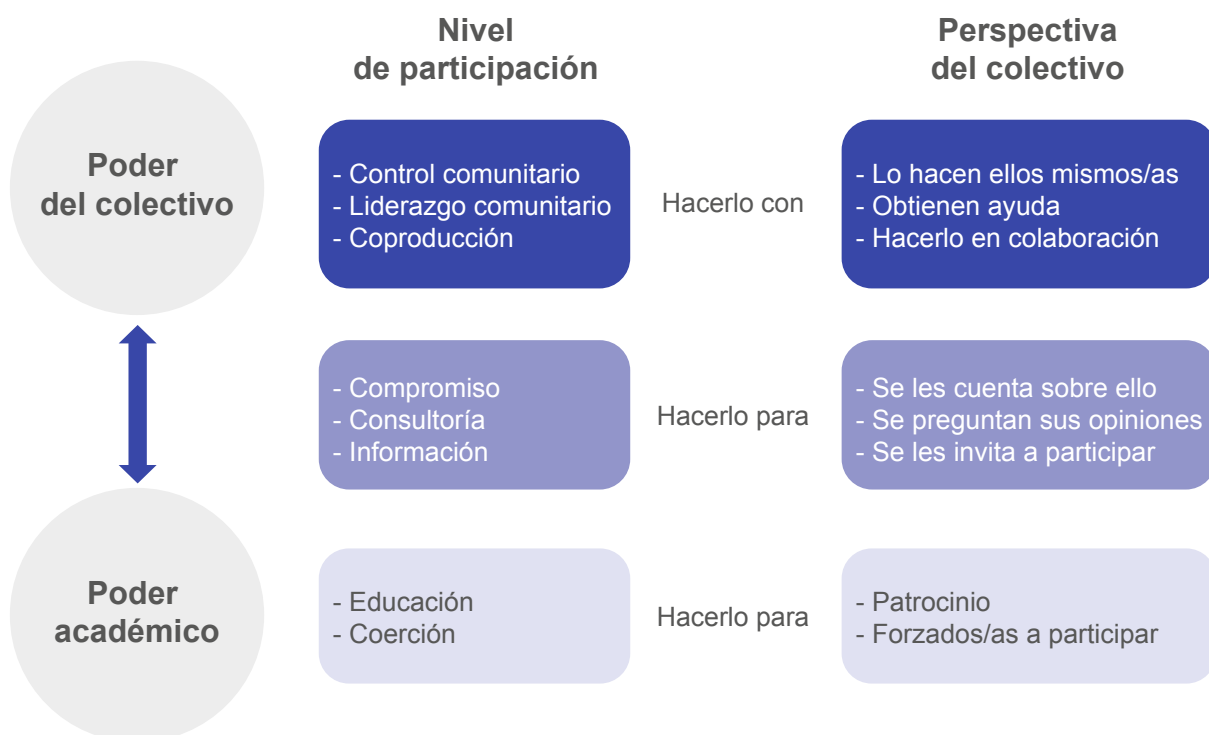 Nivel
de participación
Perspectiva
del colectivo
Poder
del colectivo
- Control comunitario
- Liderazgo comunitario
- Coproducción
Hacerlo con
- Lo hacen ellos mismos/as
- Obtienen ayuda
- Hacerlo en colaboración
- Compromiso
- Consultoría
- Información
Hacerlo para
- Se les cuenta sobre ello
- Se preguntan sus opiniones
- Se les invita a participar
Poder
académico
- Educación
- Coerción
Hacerlo para
- Patrocinio
- Forzados/as a participar